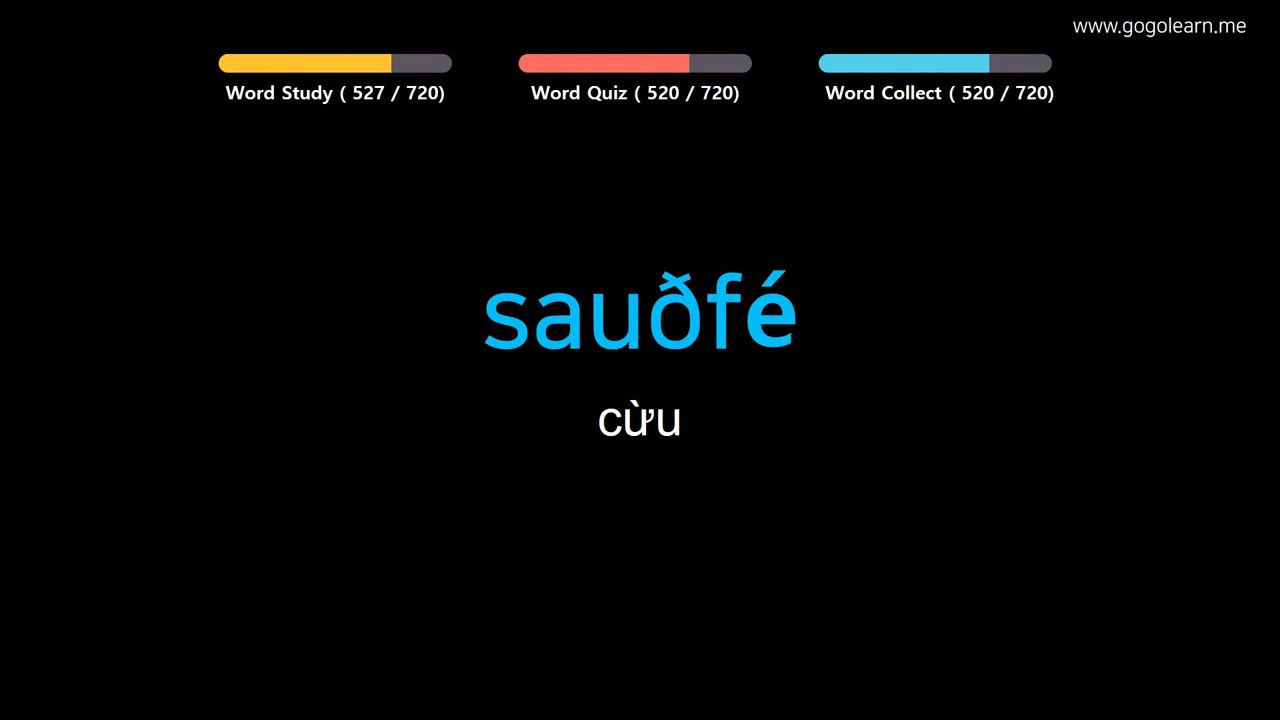 www.gogolearn.me
Word Study ( 527 / 720)
Word Quiz ( 520 / 720)
Word Collect ( 520 / 720)
sauðfé
cừu